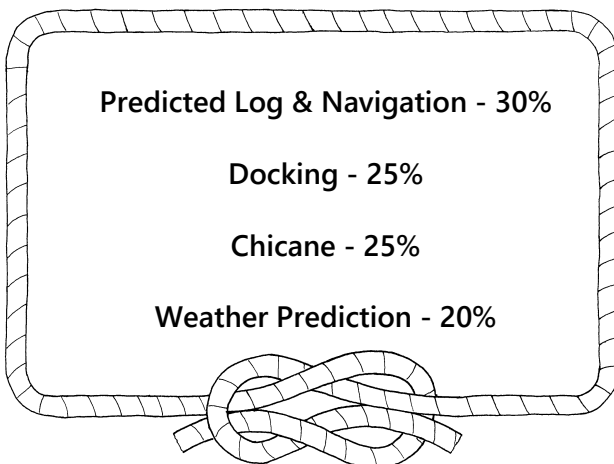 Predicted Log & Navigation - 30%
Docking - 25%
Chicane - 25%
Weather Prediction - 20%